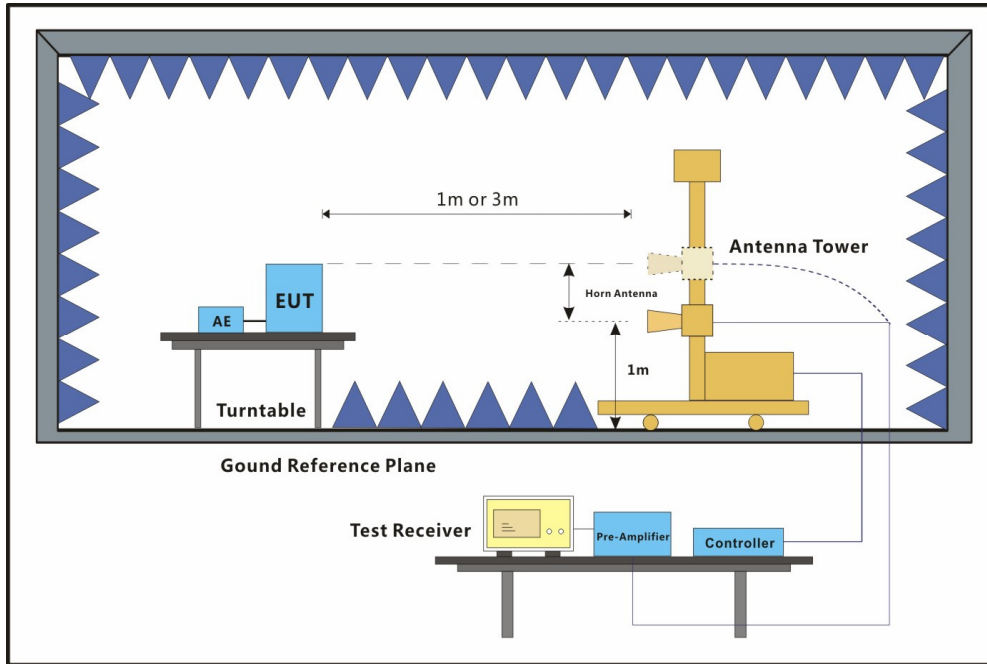 1m or 3m
Antenna Tower
Horn Antenna
EUT
AE
1m
Turntable
Gound Reference Plane
Test Receiver
Pre-Amplifier
Controller